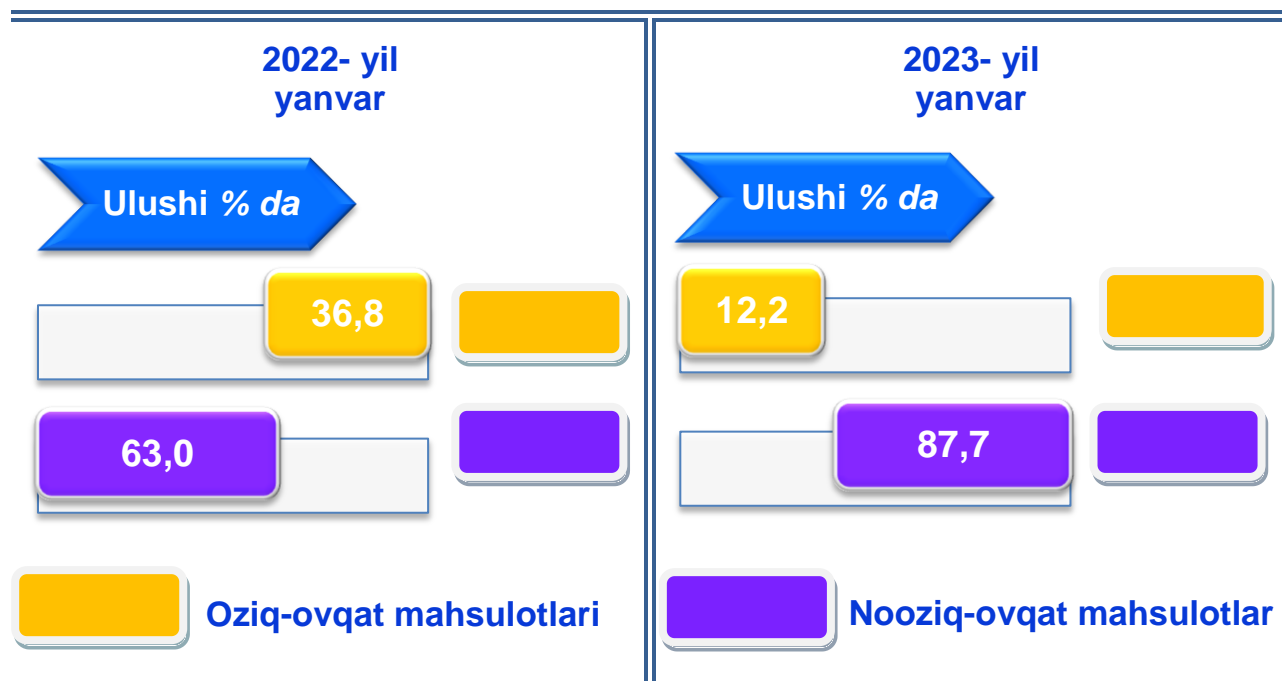 2022- yil
yanvar
Ulushi % da
36,8
63,0
2023- yil
yanvar
Ulushi % da
12,2
87,7
Oziq-ovqat mahsulotlari
Nooziq-ovqat mahsulotlar